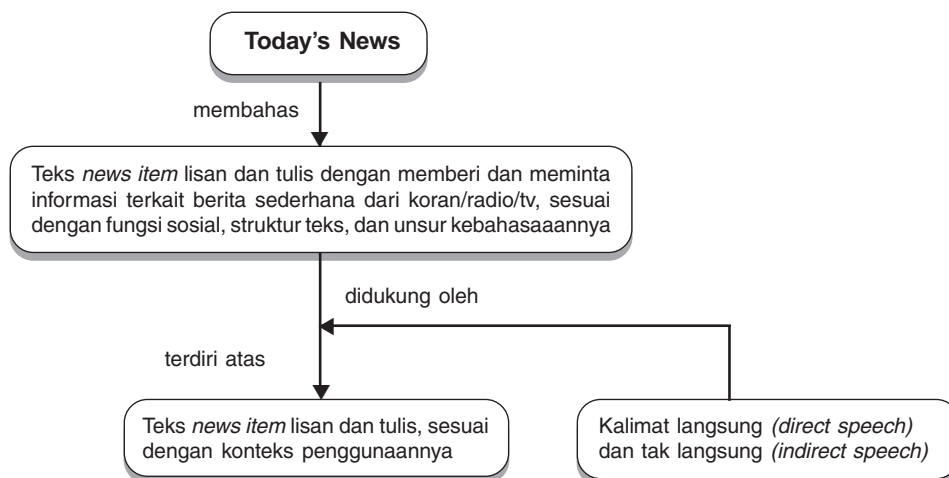 Today's News
membahas
Teks news item lisan dan tulis dengan memberi dan meminta
informasi terkait berita sederhana dari koran/radio/tv, sesuai
dengan fungsi sosial, struktur teks, dan unsur kebahasaaannya
didukung oleh
terdiri atas
Teks news item lisan dan tulis, sesuai
dengan konteks penggunaannya
Kalimat langsung (direct speech)
dan tak langsung (indirect speech)